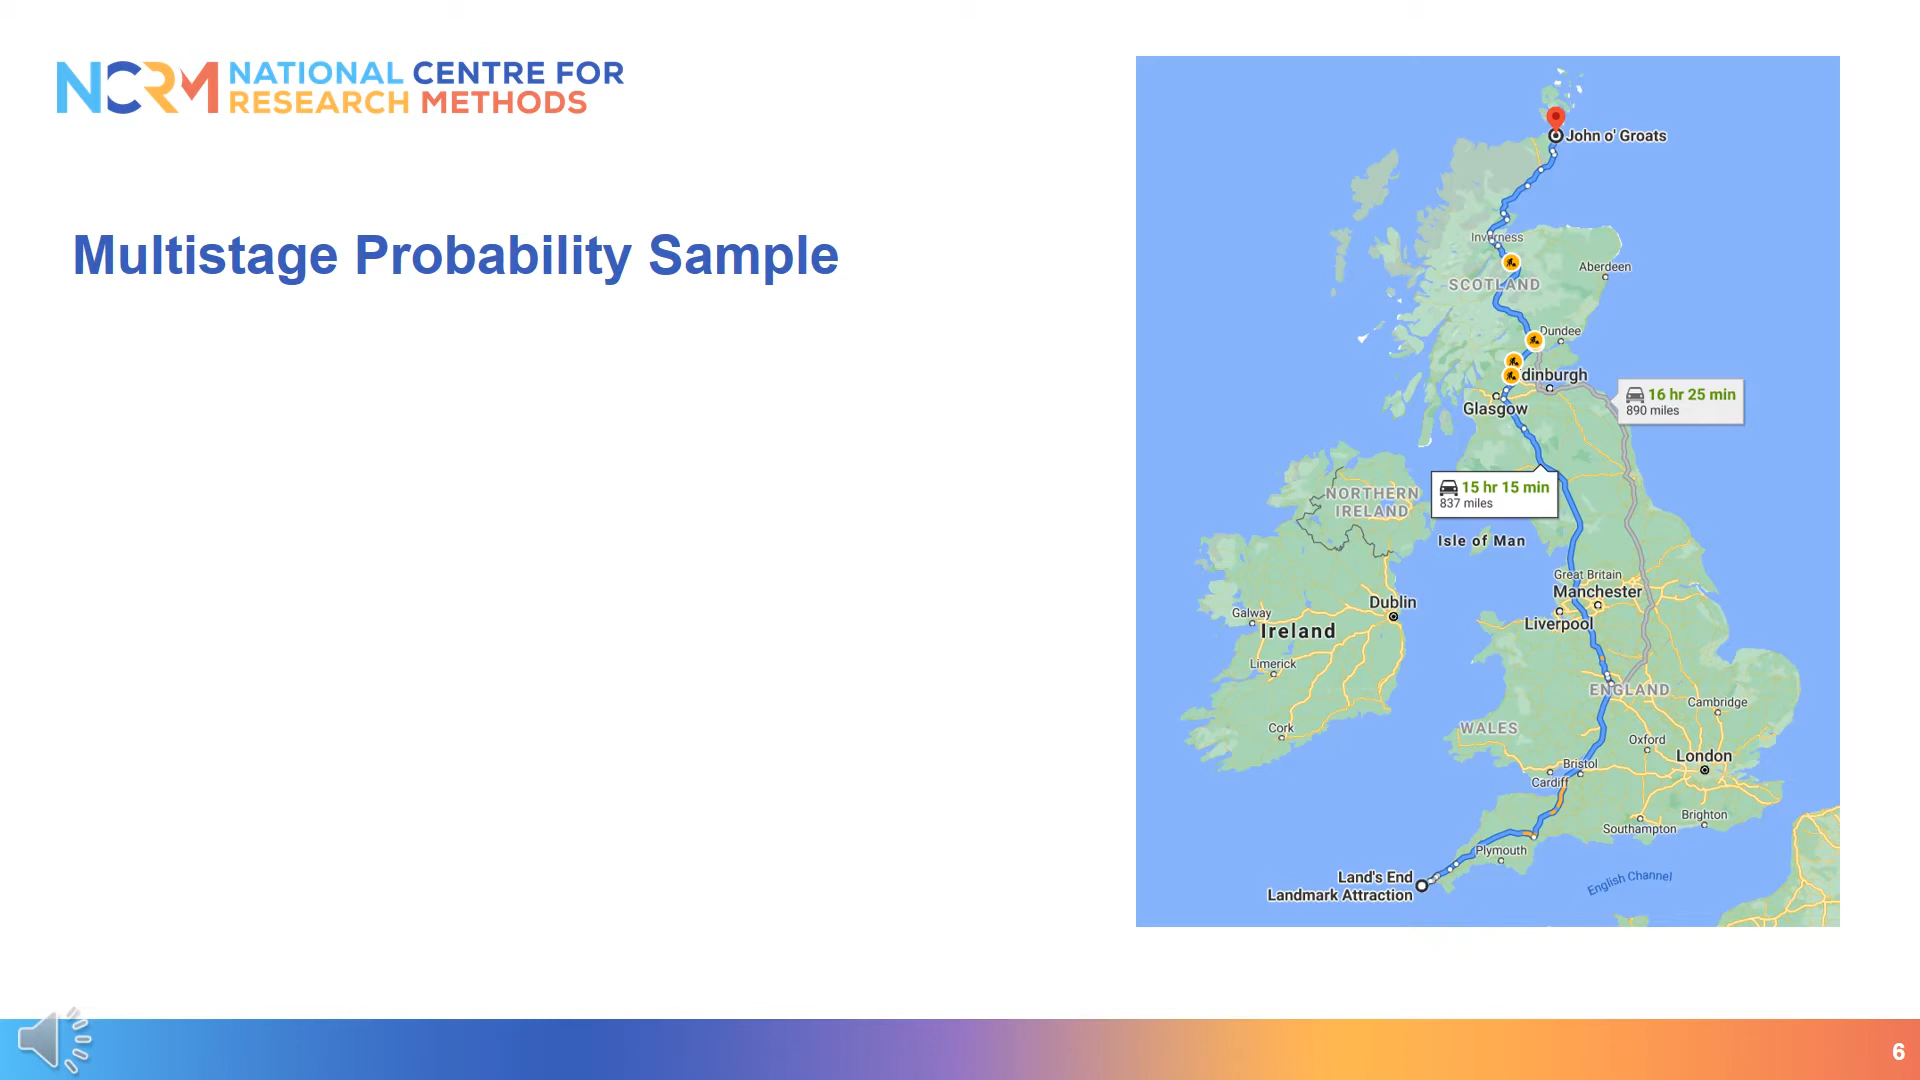 NCRM NATIONAL CENTRE FOR
RESEARCH METHODS
Multistage Probability Sample
John o' Groats
Inverness
Aberdeen
SCOTLAND
Dundee
dinburgh
16 hr 25 min
890 miles
Glasgow
15 hr 15 min
837 miles
NORTHERN
IRELAND
Isle of Man
Great Britain
Manchester
Dublin
Galway
Liverpool
Ireland
Limerick
ENGLAND
Cambridge
Cork
WALES
Oxford
London
Bristol
Cardiff
Brighton
Southampton
Plymouth
Land's End
Landmark Attraction
English Channel
6